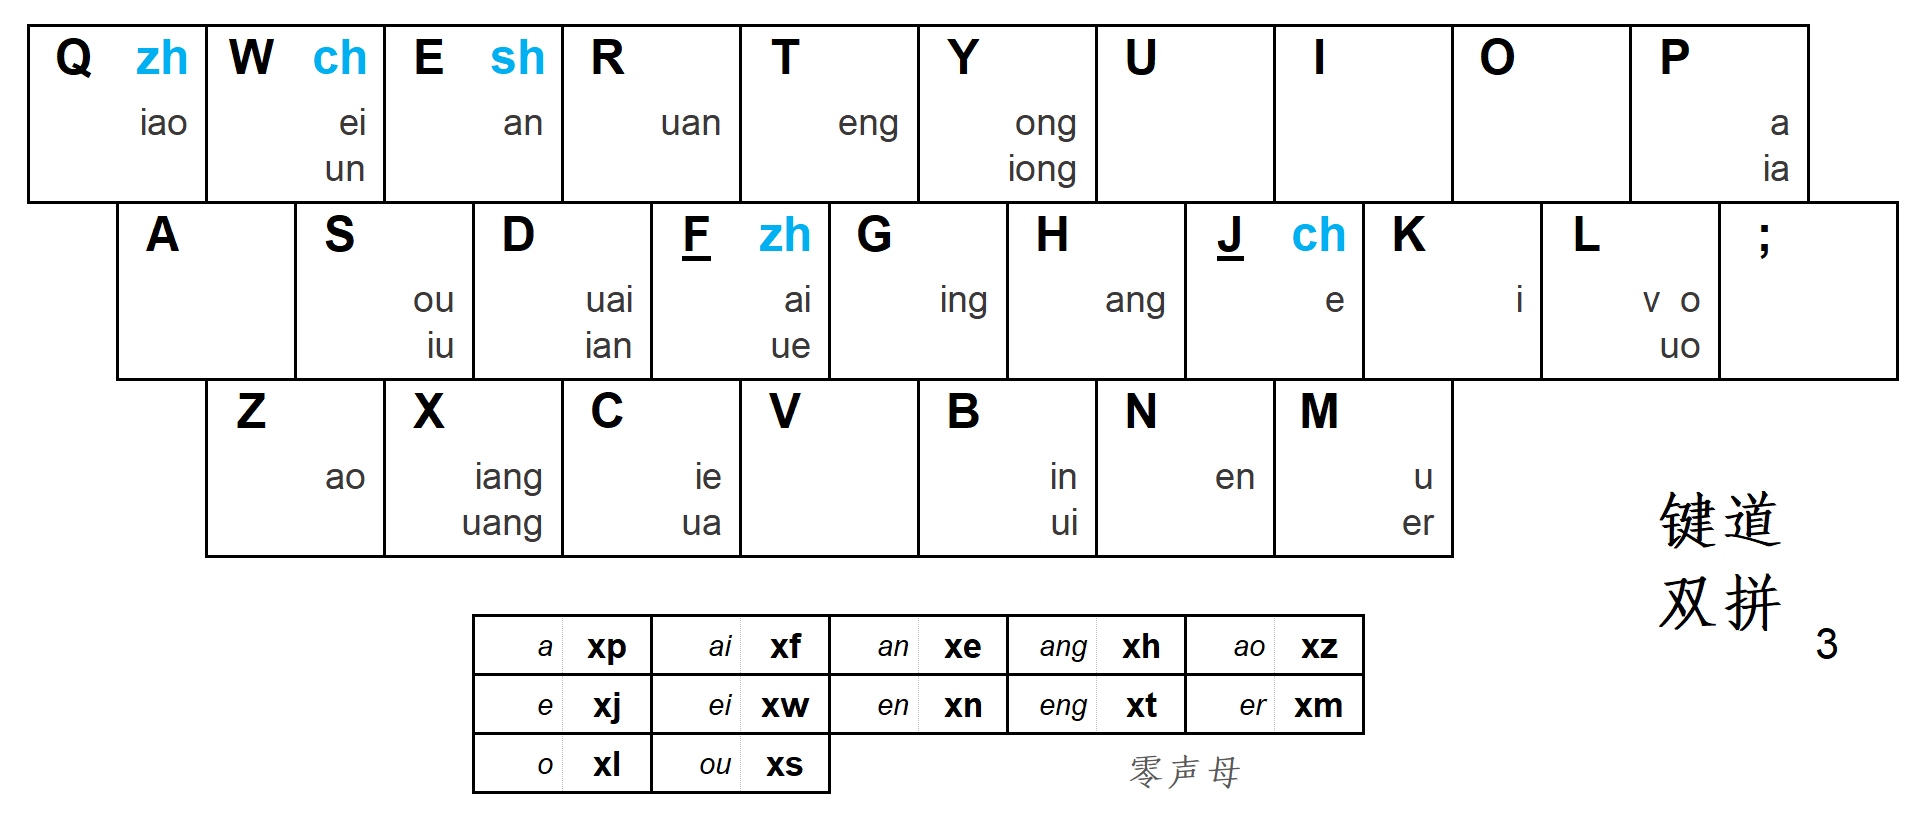 Q zh W ch E sh R T Y U I O P
iao ei an uan eng ong a
un iong ia
A S D F zh G H J ch K L ;
ou uai ai ing ang e i v o
iu ian ue uo
Z X C V B N M
ao iang ie in en u
uang ua ui er
键道
双拼
3
a xp ai xf an xe ang xh ao xz
e xj ei xw en xn eng xt er xm
o xl ou xs
零声母